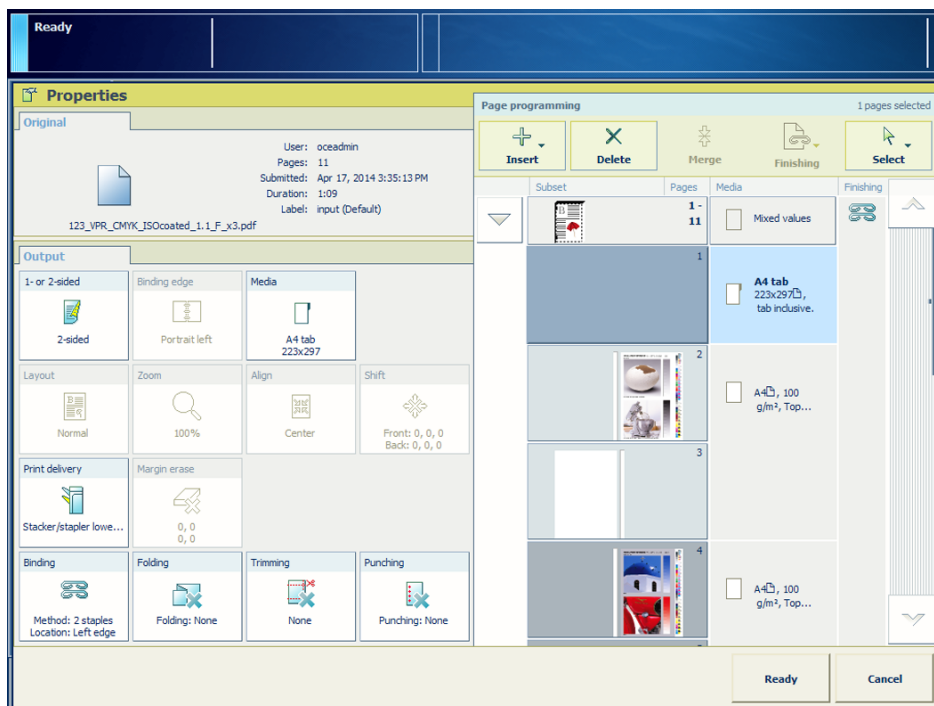 Ready
Properties
Original
User: oceadmin
Pages: 11
Submitted: Apr 17, 2014 3:35:13 PM
Duration: 1:09
Label: input (Default)
123_VPR_CMYK_ISOcoated_1.1_F_x3.pdf
Output
1- or 2-sided
2-sided
Binding edge
Portrait left
Media
A4 tab
223x297
Layout
Normal
Zoom
100%
Align
Center
Shift
Front: 0, 0, 0
Back: 0, 0, 0
Print delivery
Stacker/stapler lowe...
Margin erase
0, 0
0, 0
Binding
Method: 2 staples
Location: Left edge
Folding
Folding: None
Trimming
None
Punching
Punching: None
Page programming
1 pages selected
Insert
Delete
Merge
Finishing
Select
Subset
Pages
Media
Finishing
1 -
11
Mixed values
1
A4 tab
223x297,
tab inclusive.
2
A4, 100
g/m², Top...
3
4
A4, 100
g/m², Top...
Ready
Cancel